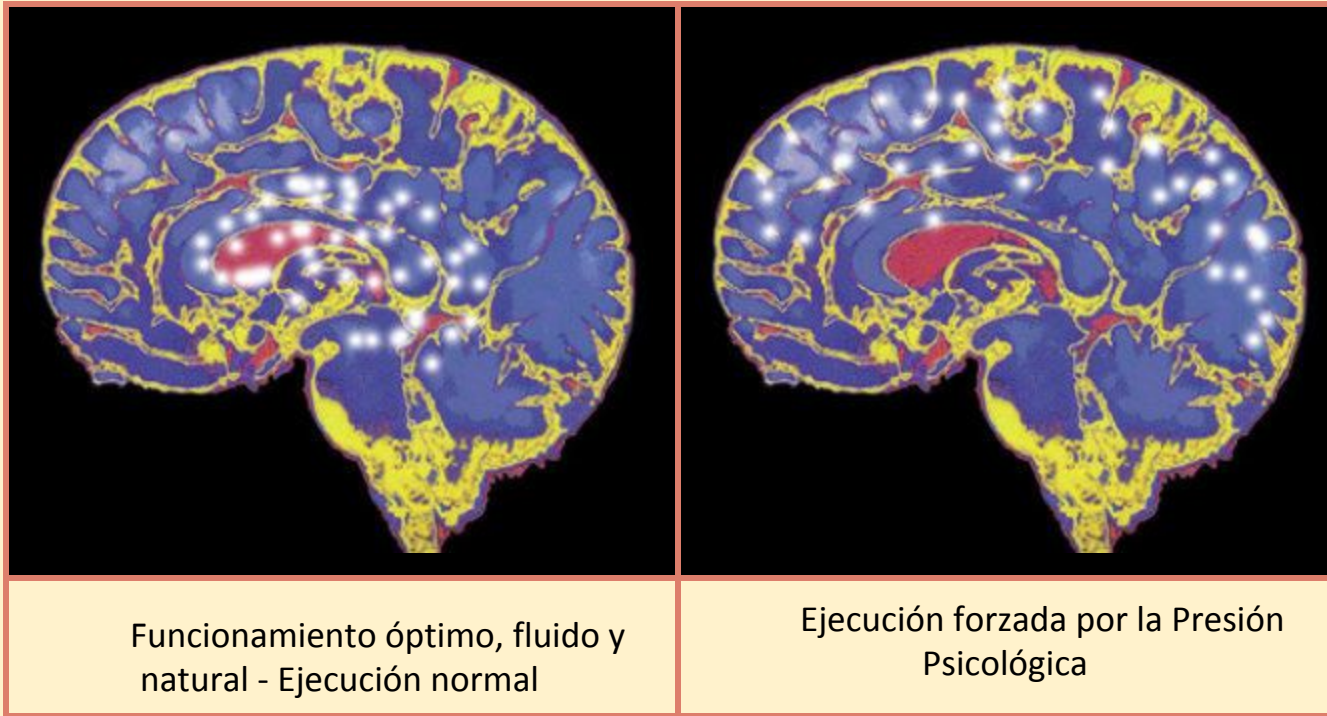 Funcionamiento óptimo, fluido y
natural - Ejecución normal
Ejecución forzada por la Presión
Psicológica